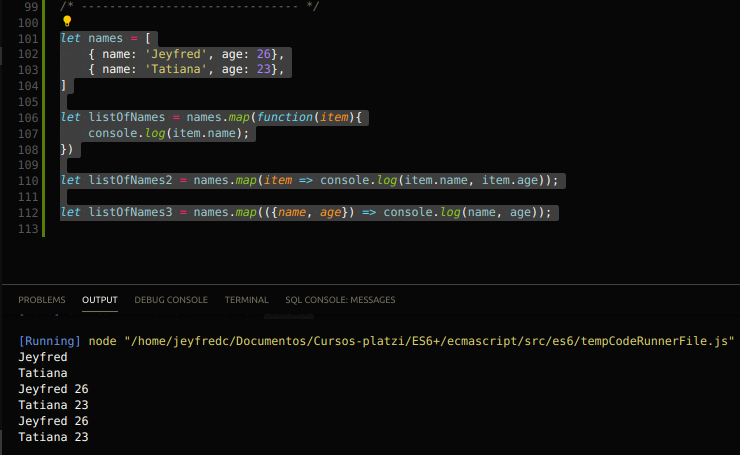 99 /* ------------------------------- */
100
101 let names = [
102     { name: 'Jeyfred', age: 26},
103     { name: 'Tatiana', age: 23},
104 ]
105
106 let listOfNames = names.map(function(item){
107     console.log(item.name);
108 })
109
110 let listOfNames2 = names.map(item => console.log(item.name, item.age));
111
112 let listOfNames3 = names.map(({name, age}) => console.log(name, age));
113
PROBLEMS OUTPUT DEBUG CONSOLE TERMINAL SQL CONSOLE: MESSAGES
[Running] node "/home/jeyfredc/Documentos/Cursos-platzi/ES6+/ecmascript/src/es6/tempCodeRunnerFile.js"
Jeyfred
Tatiana
Jeyfred 26
Tatiana 23
Jeyfred 26
Tatiana 23